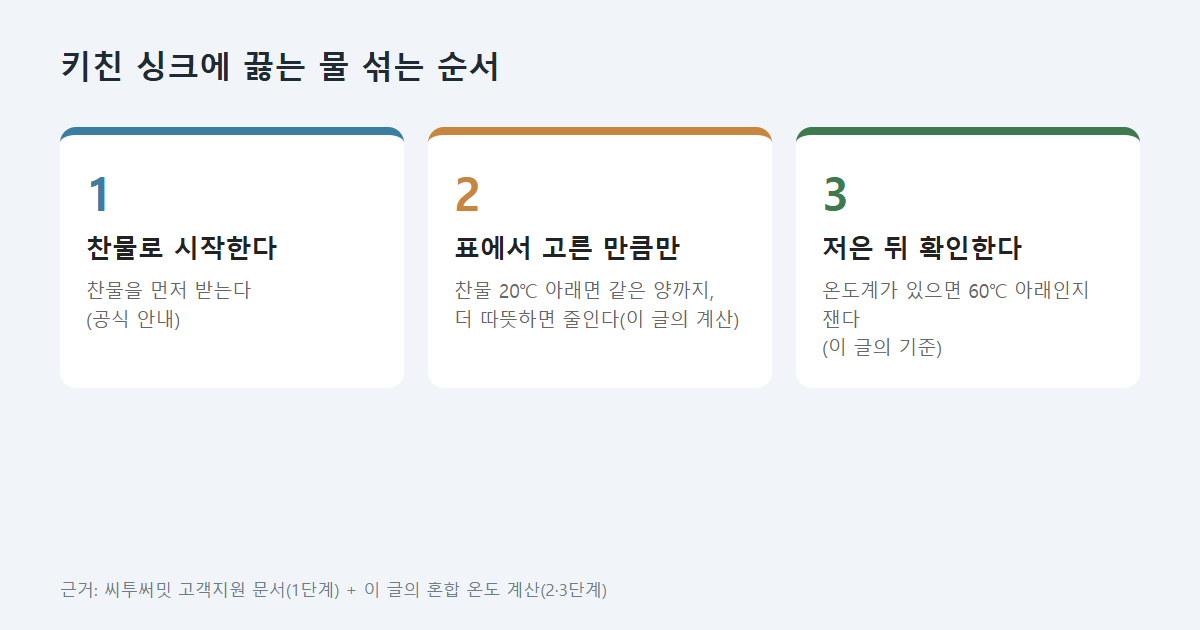 키친 싱크에 끓는 물 섞는 순서
1
찬물로 시작한다
찬물을 먼저 받는다
(공식 안내)
2
표에서 고른 만큼만
찬물 20℃ 아래면 같은 양까지,
더 따뜻하면 줄인다(이 글의 계산)
3
저은 뒤 확인한다
온도계가 있으면 60℃ 아래인지
잰다
(이 글의 기준)
근거: 씨투써밋 고객지원 문서(1단계) + 이 글의 혼합 온도 계산(2·3단계)